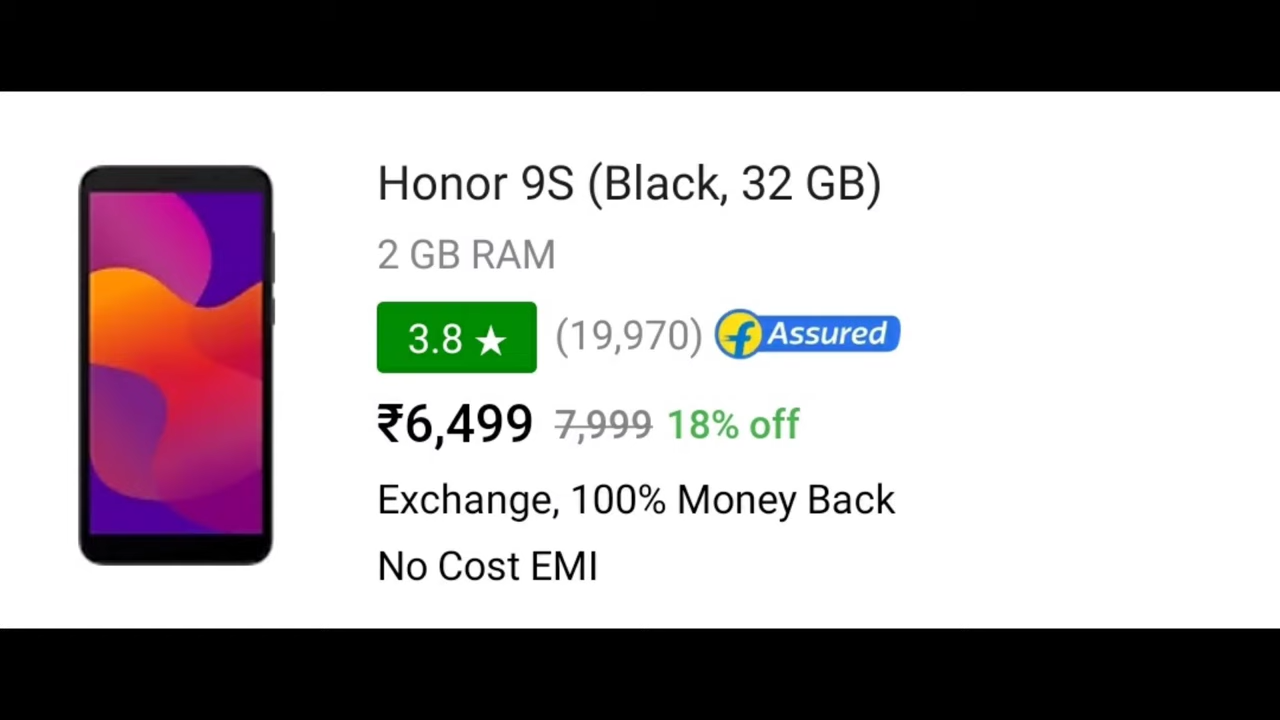 Honor 9S (Black, 32 GB)
2 GB RAM
3.8 ★ (19,970) f Assured
₹6,499 7,999 18% off
Exchange, 100% Money Back
No Cost EMI